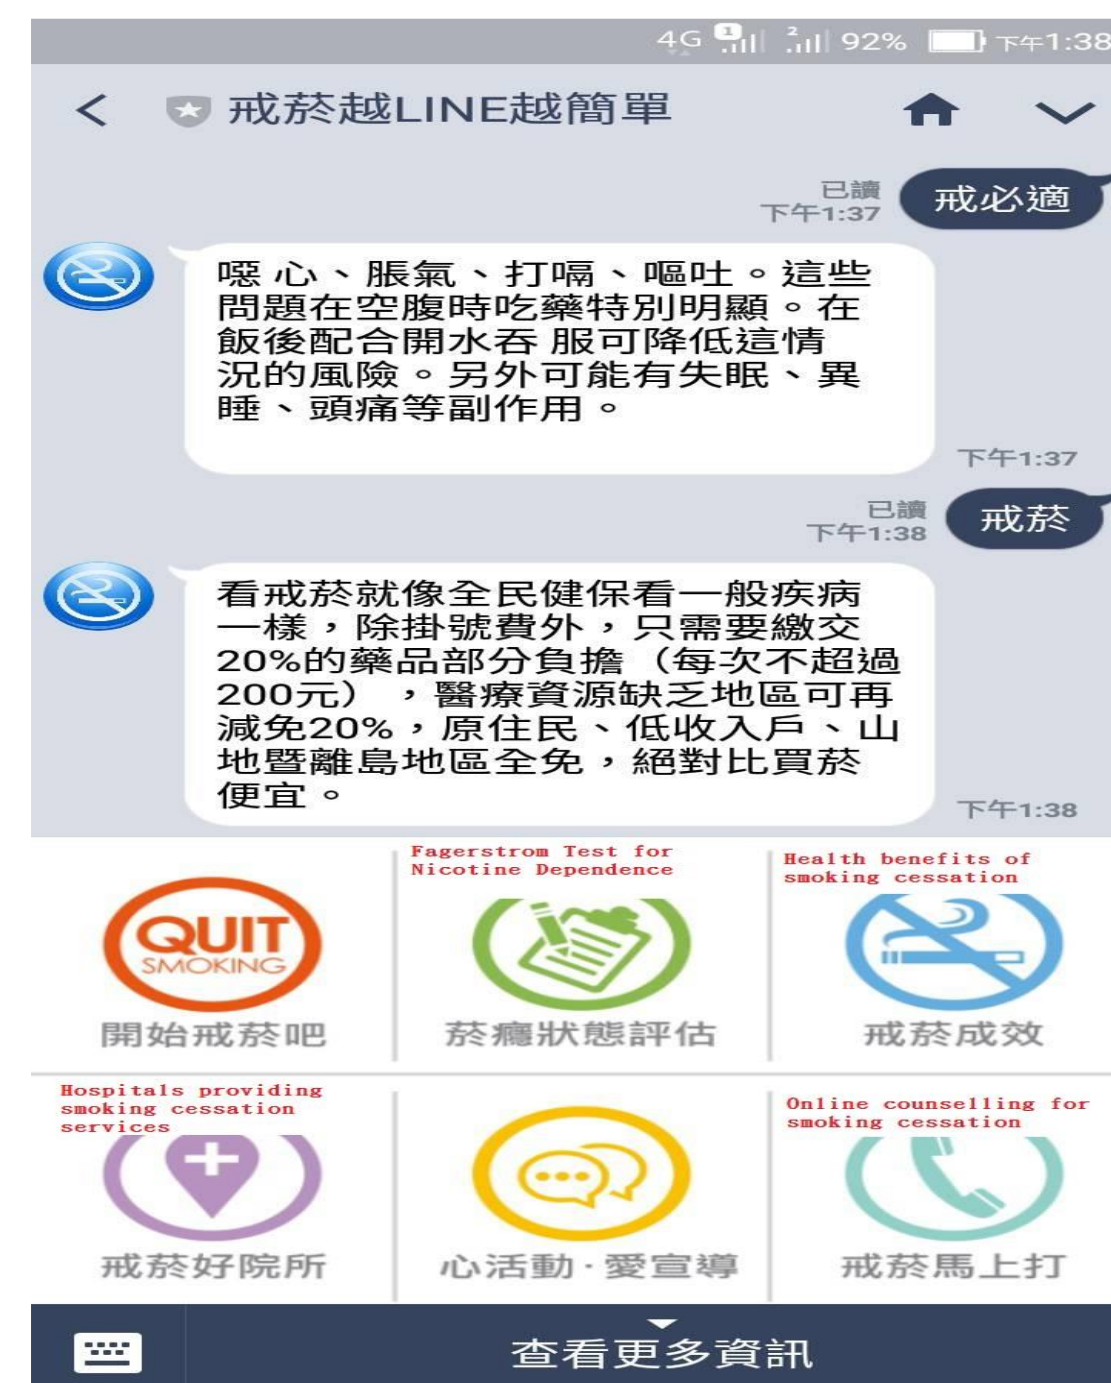 4G 1 2 92% 下午1:38
戒菸越LINE越簡單
已讀
下午1:37
戒必適
噁 心、脹氣、打嗝、嘔吐。這些
問題在空腹時吃藥特別明顯。在
飯後配合開水吞 服可降低這情
況的風險。另外可能有失眠、異
睡、頭痛等副作用。
下午1:37
已讀
下午1:38
戒菸
看戒菸就像全民健保看一般疾病
一樣，除掛號費外，只需要繳交
20%的藥品部分負擔（每次不超過
200元），醫療資源缺乏地區可再
減免20%，原住民、低收入戶、山
地暨離島地區全免，絕對比買菸
便宜。
下午1:38
QUIT
SMOKING
開始戒菸吧
Fagerstrom Test for
Nicotine Dependence
菸癮狀態評估
Health benefits of
smoking cessation
戒菸成效
Hospitals providing
smoking cessation
services
戒菸好院所
心活動·愛宣導
Online counselling for
smoking cessation
戒菸馬上打
查看更多資訊